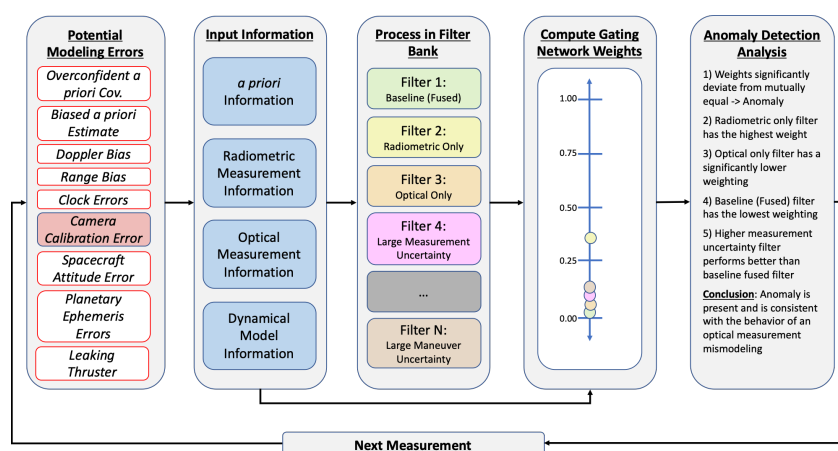 Potential
Modeling Errors
Overconfident a
priori Cov.
Biased a priori
Estimate
Doppler Bias
Range Bias
Clock Errors
Camera
Calibration Error
Spacecraft
Attitude Error
Planetary
Ephemeris
Errors
Leaking
Thruster
Input Information
a priori
Information
Radiometric
Measurement
Information
Optical
Measurement
Information
Dynamical
Model
Information
Process in Filter
Bank
Filter 1:
Baseline (Fused)
Filter 2:
Radiometric Only
Filter 3:
Optical Only
Filter 4:
Large Measurement
Uncertainty
...
Filter N:
Large Maneuver
Uncertainty
Compute Gating
Network Weights
1.00
0.75
0.50
0.25
0.00
Anomaly Detection
Analysis
1) Weights significantly
deviate from mutually
equal -> Anomaly
2) Radiometric only filter
has the highest weight
3) Optical only filter has a
significantly lower
weighting
4) Baseline (Fused) filter
has the lowest weighting
5) Higher measurement
uncertainty filter
performs better than
baseline fused filter
Conclusion: Anomaly is
present and is consistent
with the behavior of an
optical measurement
mismodeling
Next Measurement